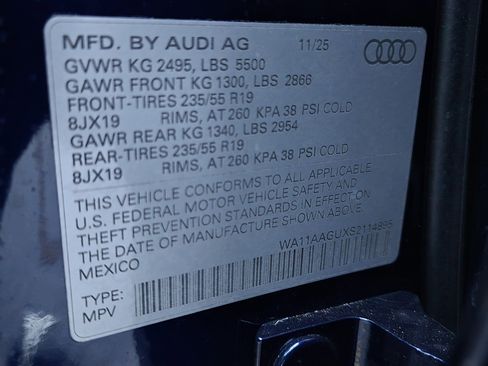 MFD. BY AUDI AG 11/25
GVWR KG 2495, LBS 5500
GAWR FRONT KG 1300, LBS 2866
FRONT-TIRES 235/55 R19
8JX19 RIMS, AT 260 KPA 38 PSI COLD
GAWR REAR KG 1340, LBS 2954
REAR-TIRES 235/55 R19
8JX19 RIMS, AT 260 KPA 38 PSI COLD
THIS VEHICLE CONFORMS TO ALL APPLICABLE
U.S. FEDERAL MOTOR VEHICLE SAFETY AND
THEFT PREVENTION STANDARDS IN EFFECT ON
THE DATE OF MANUFACTURE SHOWN ABOVE.
MEXICO WA11AAGUXS2114895
TYPE:
MPV